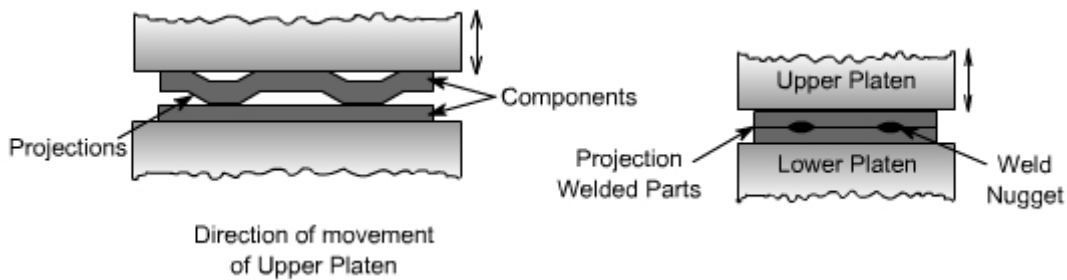 Components
Projections
Direction of movement
of Upper Platen
Upper Platen
Projection
Welded Parts
Lower Platen
Weld
Nugget